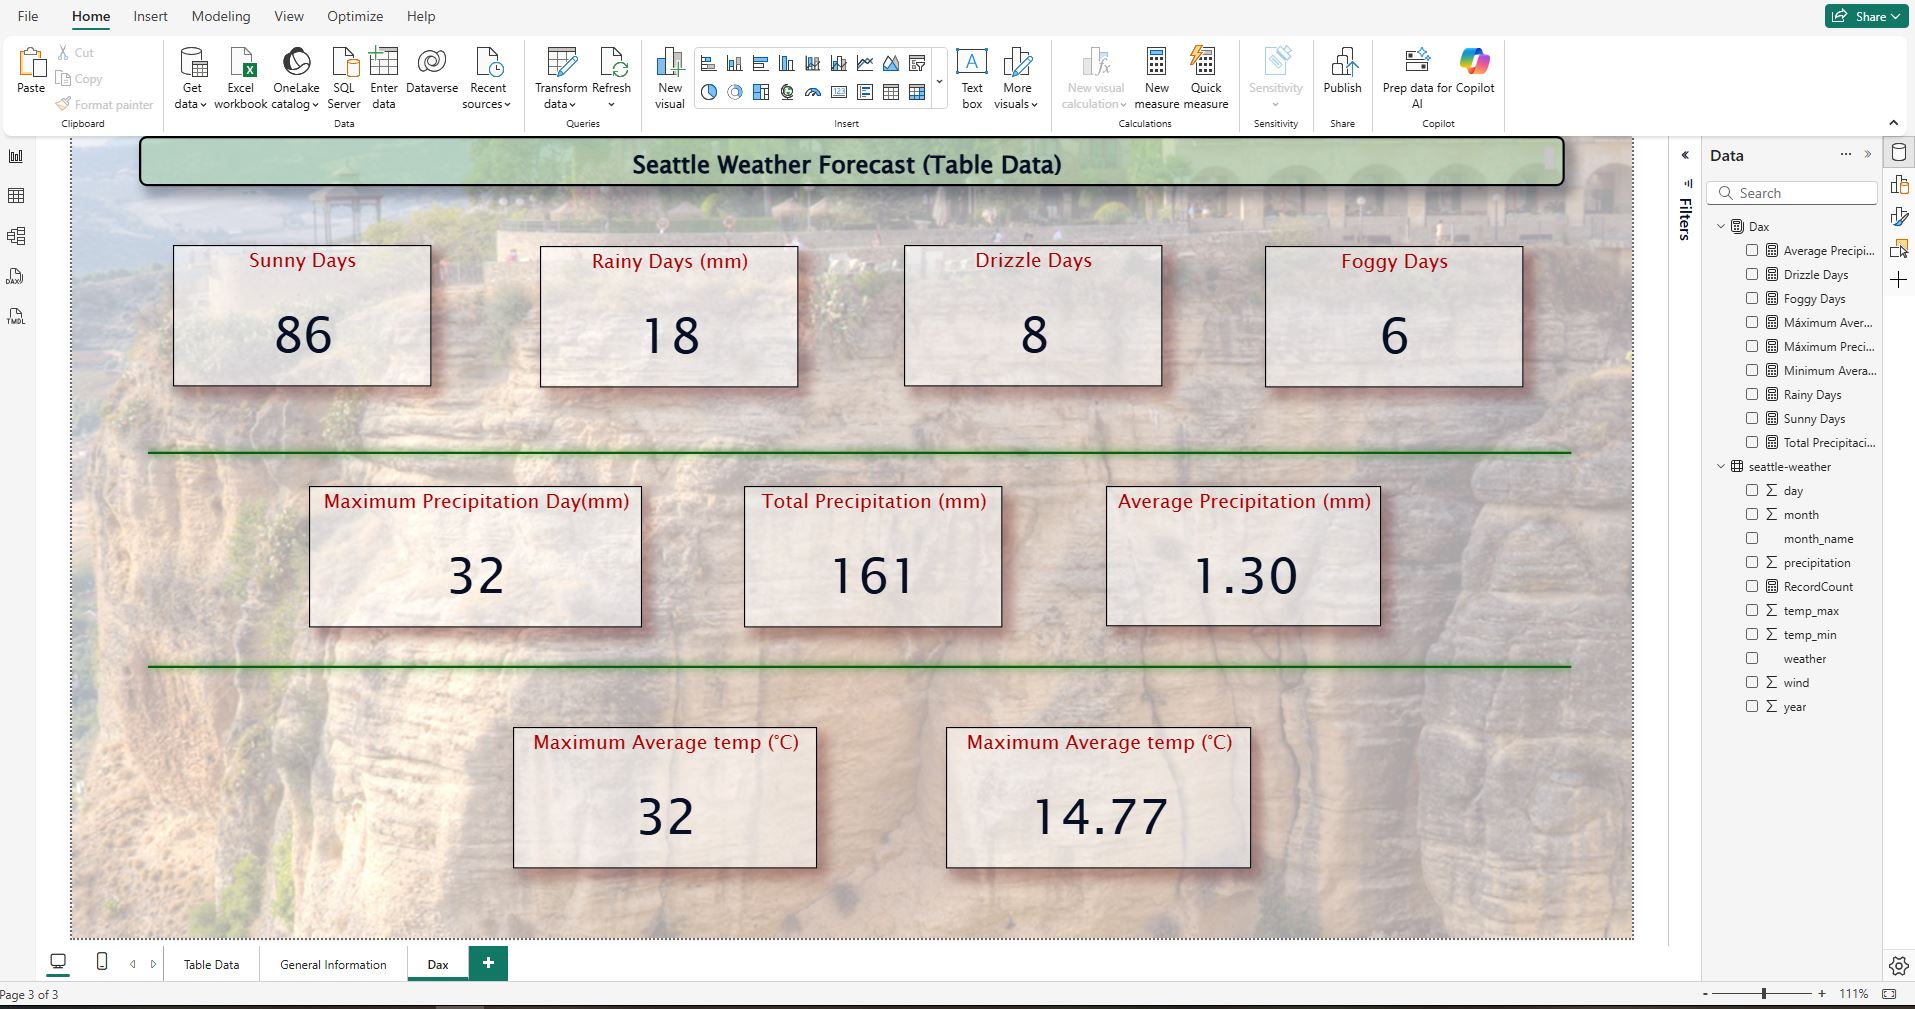 File Home Insert Modeling View Optimize Help Share
Paste
Cut
Copy
Format painter
Clipboard
Get data
Excel workbook
OneLake catalog
SQL Server
Enter data
Dataverse
Recent sources
Data
Transform data
Refresh
Queries
New visual
Text box
More visuals
Insert
New visual calculation
New measure
Quick measure
Calculations
Sensitivity
Sensitivity
Publish
Share
Prep data for AI
Copilot
Copilot
Seattle Weather Forecast (Table Data)
Sunny Days
86
Rainy Days (mm)
18
Drizzle Days
8
Foggy Days
6
Maximum Precipitation Day(mm)
32
Total Precipitation (mm)
161
Average Precipitation (mm)
1.30
Maximum Average temp (°C)
32
Maximum Average temp (°C)
14.77
Filters
Data
Search
Dax
Average Precipi...
Drizzle Days
Foggy Days
Máximum Aver...
Máximum Preci...
Minimum Avera...
Rainy Days
Sunny Days
Total Precipitaci...
seattle-weather
day
month
month_name
precipitation
RecordCount
temp_max
temp_min
weather
wind
year
Table Data General Information Dax +
Page 3 of 3
- + 111%